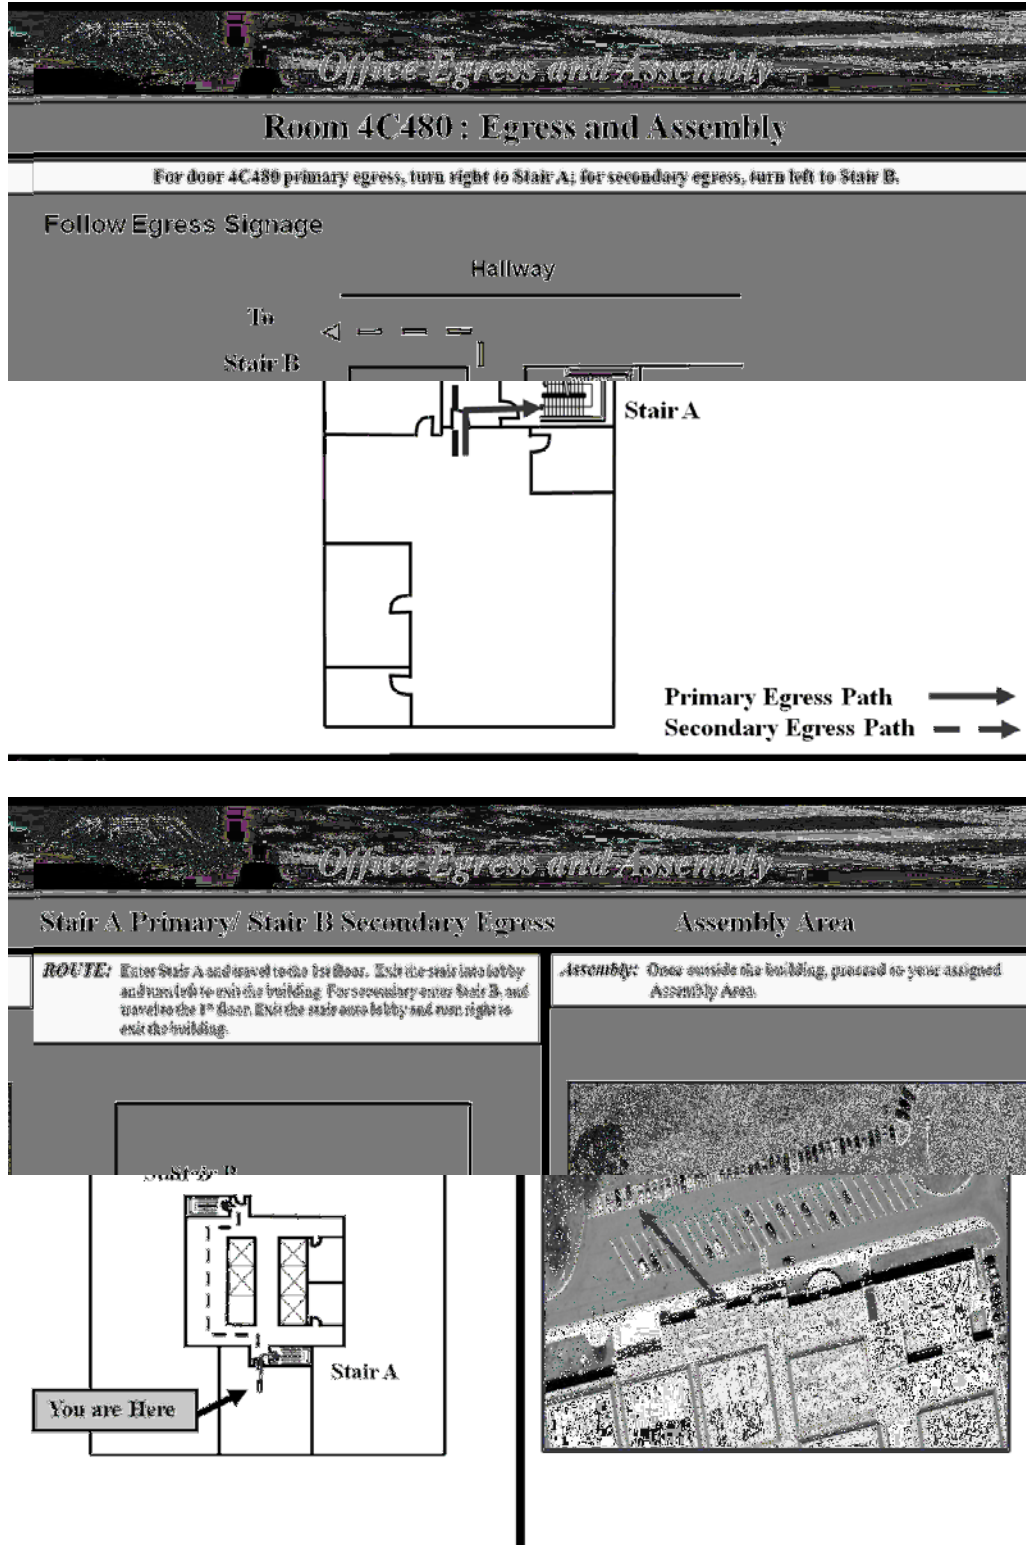 Office Egress and Assembly
Room 4C480 : Egress and Assembly
For door 4C480 primary egress, turn right to Stair A; for secondary egress, turn left to Stair B.
Follow Egress Signage
Hallway
To
Stair B
Stair A
Primary Egress Path
Secondary Egress Path
Office Egress and Assembly
Stair A Primary/ Stair B Secondary Egress
Assembly Area
ROUTE: Enter Stair A and travel to the 1st floor. Exit the stair into lobby
and turn left to exit the building. For secondary enter Stair B, and
travel to the 1st floor. Exit the stair onto lobby and turn right to
exit the building.
Assembly: Once outside the building, proceed to your assigned
Assembly Area.
Stair B
Stair A
You are Here